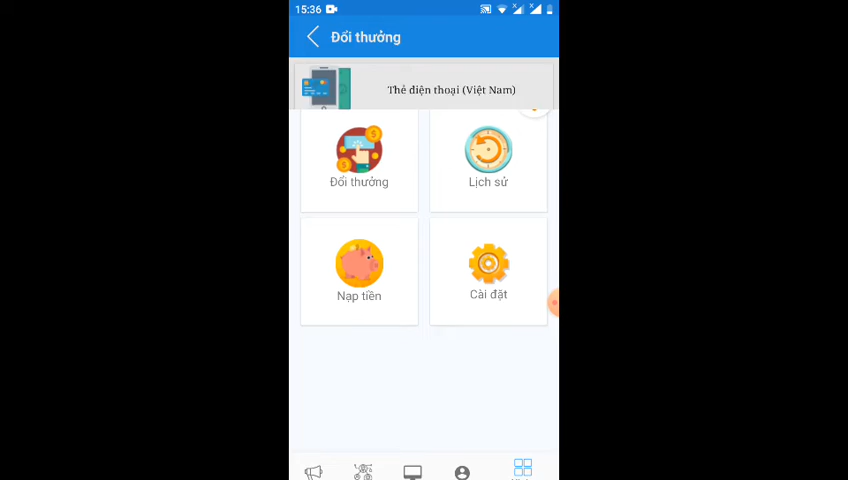 15:36
Đổi thưởng
Thẻ điện thoại (Việt Nam)
Đổi thưởng
Lịch sử
Nạp tiền
Cài đặt